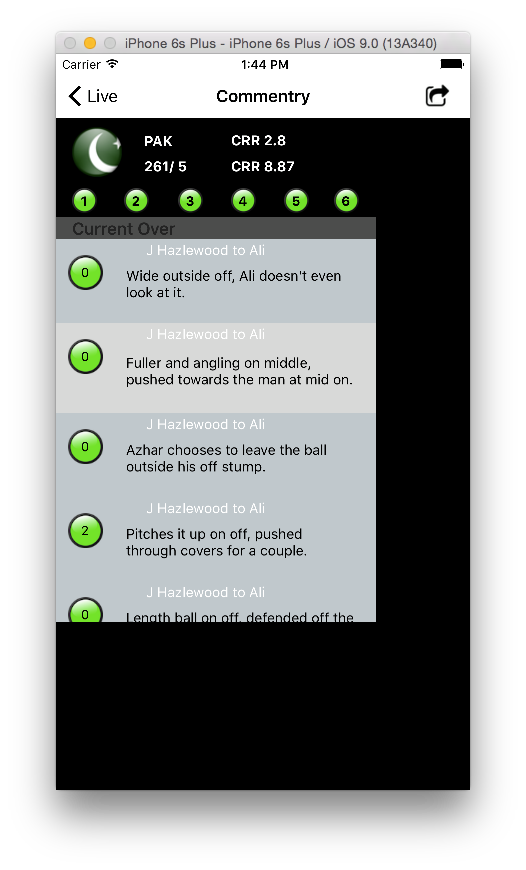 iPhone 6s Plus - iPhone 6s Plus / iOS 9.0 (13A340)
Carrier 1:44 PM
Live Commentry
PAK CRR 2.8
261/ 5 CRR 8.87
1 2 3 4 5 6
Current Over
J Hazlewood to Ali
0
Wide outside off, Ali doesn't even
look at it.
J Hazlewood to Ali
0
Fuller and angling on middle,
pushed towards the man at mid on.
J Hazlewood to Ali
0
Azhar chooses to leave the ball
outside his off stump.
J Hazlewood to Ali
2
Pitches it up on off, pushed
through covers for a couple.
J Hazlewood to Ali
0
Length ball on off, defended off the